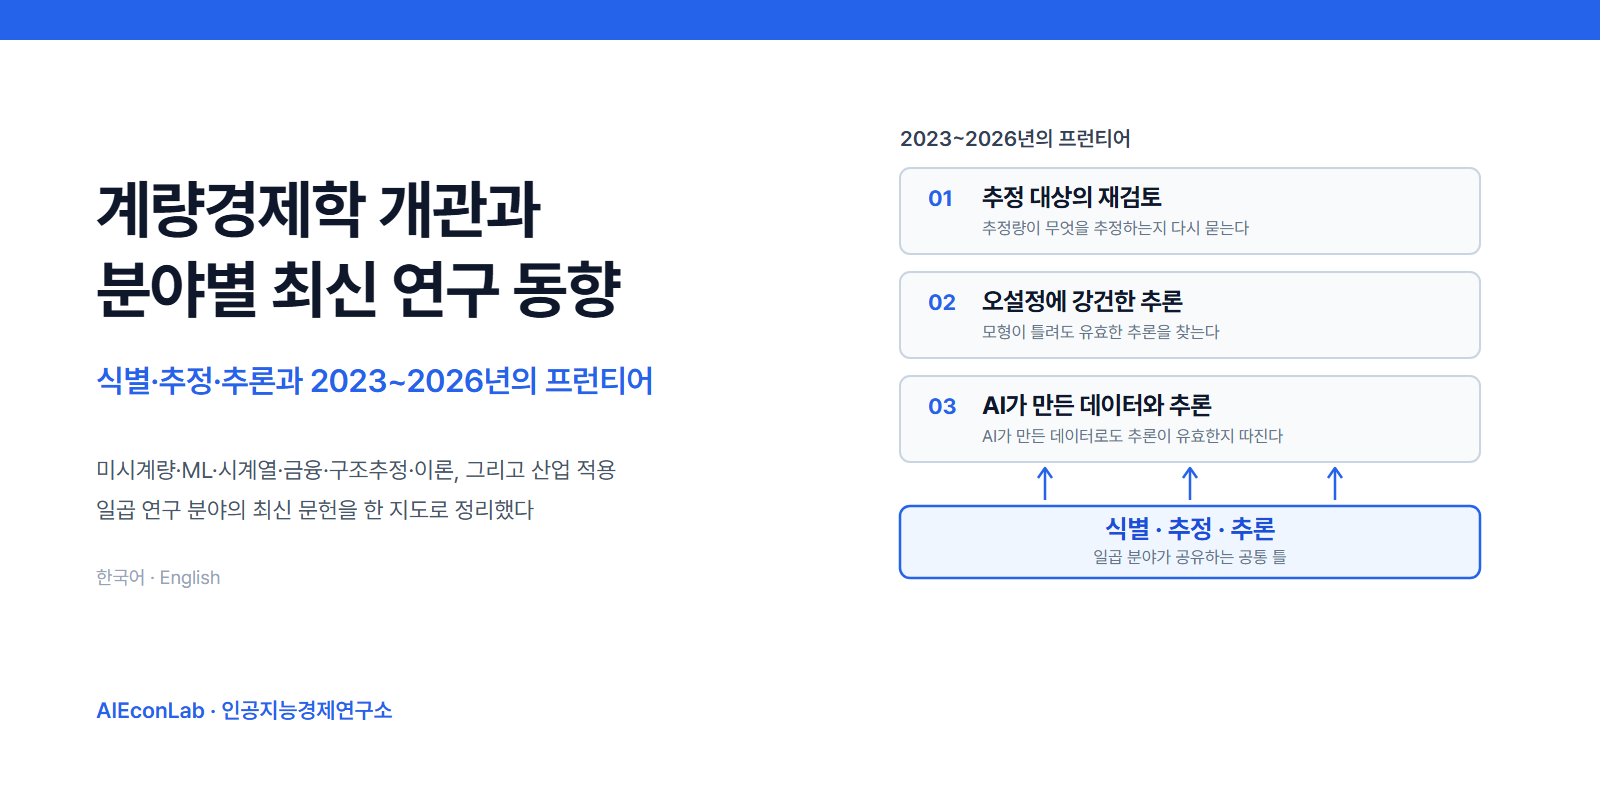 계량경제학 개관과
분야별 최신 연구 동향
식별·추정·추론과 2023~2026년의 프런티어
미시계량·ML·시계열·금융·구조추정·이론, 그리고 산업 적용
일곱 연구 분야의 최신 문헌을 한 지도로 정리했다
한국어 · English
AIEconLab · 인공지능경제연구소
2023~2026년의 프런티어
01 추정 대상의 재검토
추정량이 무엇을 추정하는지 다시 묻는다
02 오설정에 강건한 추론
모형이 틀려도 유효한 추론을 찾는다
03 AI가 만든 데이터와 추론
AI가 만든 데이터로도 추론이 유효한지 따진다
식별 · 추정 · 추론
일곱 분야가 공유하는 공통 틀